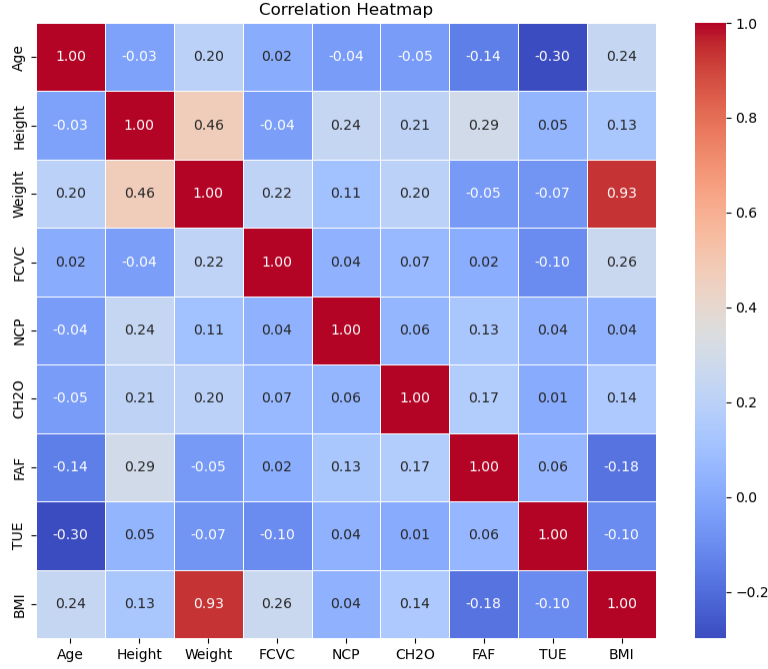 Correlation Heatmap
Age 1.00 -0.03 0.20 0.02 -0.04 -0.05 -0.14 -0.30 0.24
Height -0.03 1.00 0.46 -0.04 0.24 0.21 0.29 0.05 0.13
Weight 0.20 0.46 1.00 0.22 0.11 0.20 -0.05 -0.07 0.93
FCVC 0.02 -0.04 0.22 1.00 0.04 0.07 0.02 -0.10 0.26
NCP -0.04 0.24 0.11 0.04 1.00 0.06 0.13 0.04 0.04
CH2O -0.05 0.21 0.20 0.07 0.06 1.00 0.17 0.01 0.14
FAF -0.14 0.29 -0.05 0.02 0.13 0.17 1.00 0.06 -0.18
TUE -0.30 0.05 -0.07 -0.10 0.04 0.01 0.06 1.00 -0.10
BMI 0.24 0.13 0.93 0.26 0.04 0.14 -0.18 -0.10 1.00
Age Height Weight FCVC NCP CH2O FAF TUE BMI
1.0
0.8
0.6
0.4
0.2
0.0
−0.2